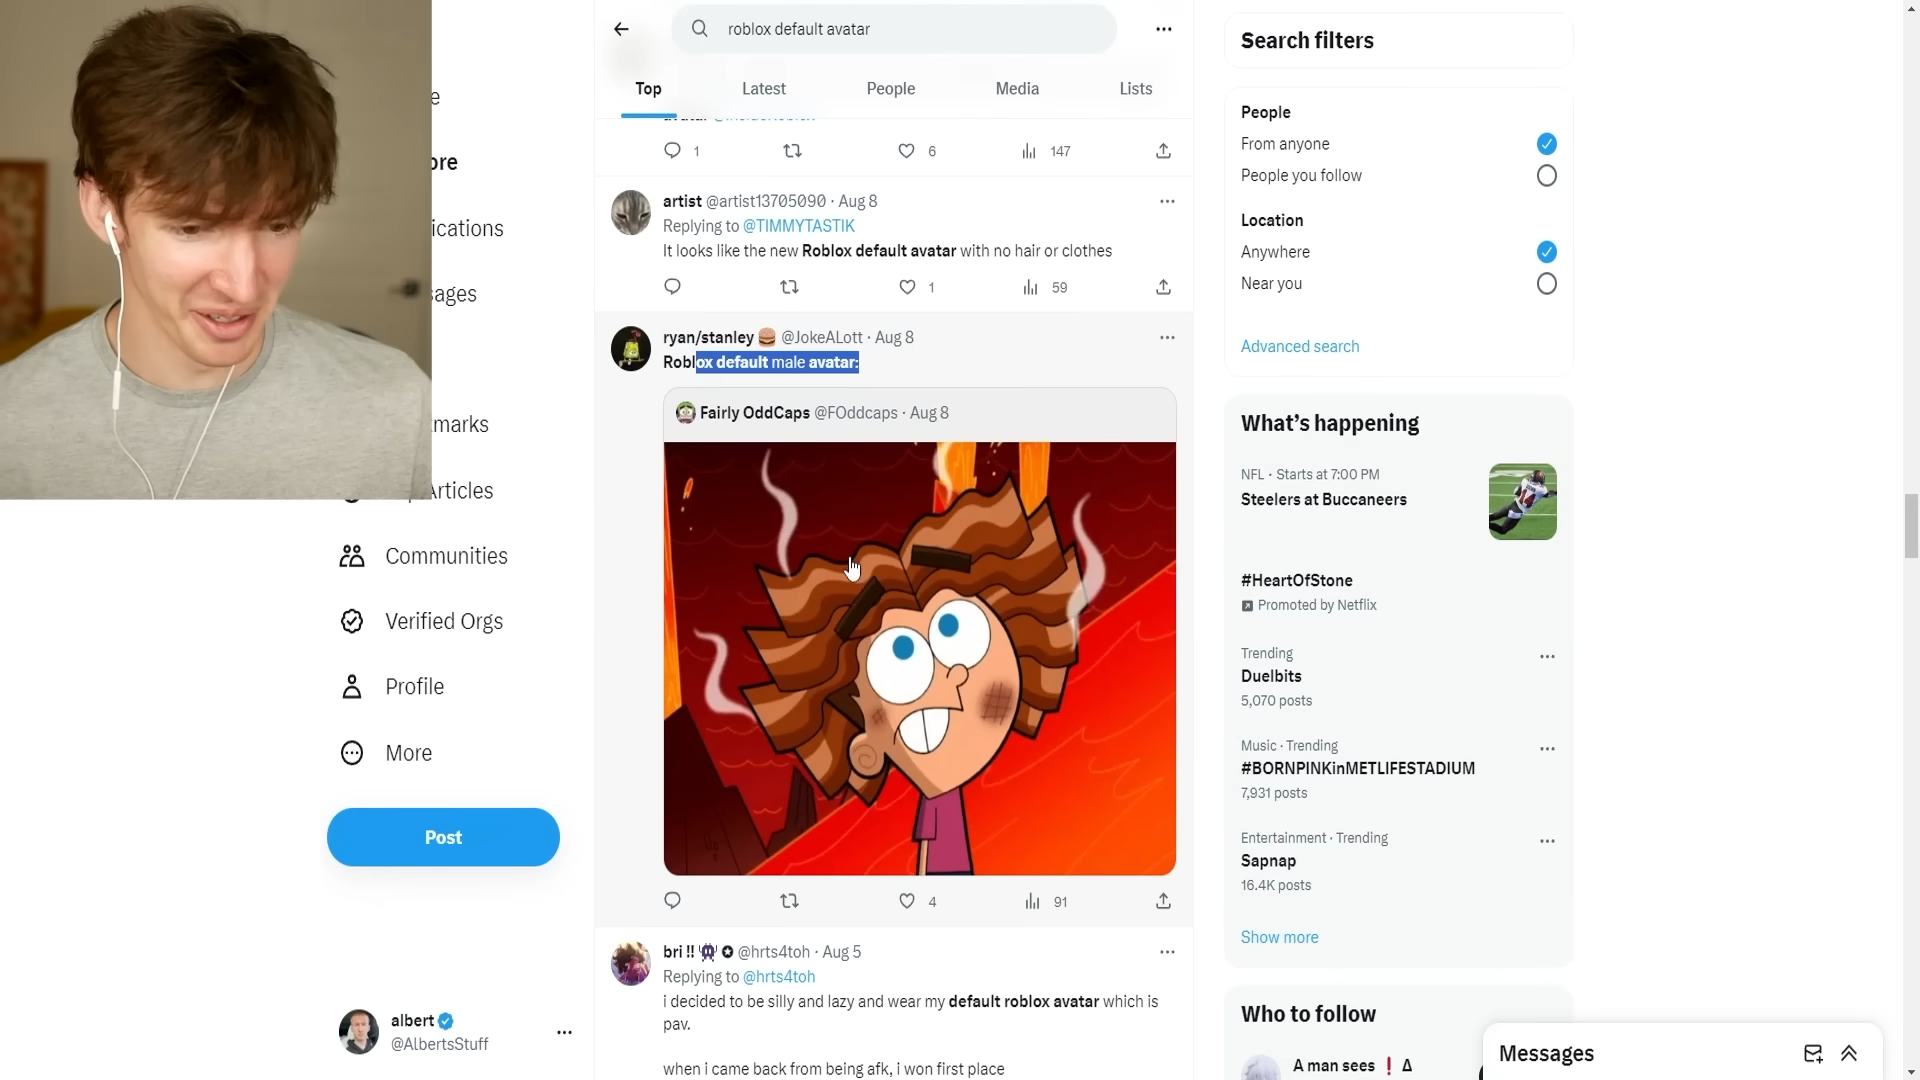 roblox default avatar
Top
Latest
People
Media
Lists
1
6
147
artist @artist13705090 · Aug 8
Replying to @TIMMYTASTIK
It looks like the new Roblox default avatar with no hair or clothes
1
59
ryan/stanley @JokeALott · Aug 8
Roblox default male avatar:
Fairly OddCaps @FOddcaps · Aug 8
4
91
bri !! @hrts4toh · Aug 5
Replying to @hrts4toh
i decided to be silly and lazy and wear my default roblox avatar which is
pav.
when i came back from being afk, i won first place
e
ore
ications
sages
marks
Articles
Communities
Verified Orgs
Profile
More
Post
albert
@AlbertsStuff
Search filters
People
From anyone
People you follow
Location
Anywhere
Near you
Advanced search
What's happening
NFL · Starts at 7:00 PM
Steelers at Buccaneers
#HeartOfStone
Promoted by Netflix
Trending
Duelbits
5,070 posts
Music · Trending
#BORNPINKinMETLIFESTADIUM
7,931 posts
Entertainment · Trending
Sapnap
16.4K posts
Show more
Who to follow
A man sees ❗ Δ
Messages